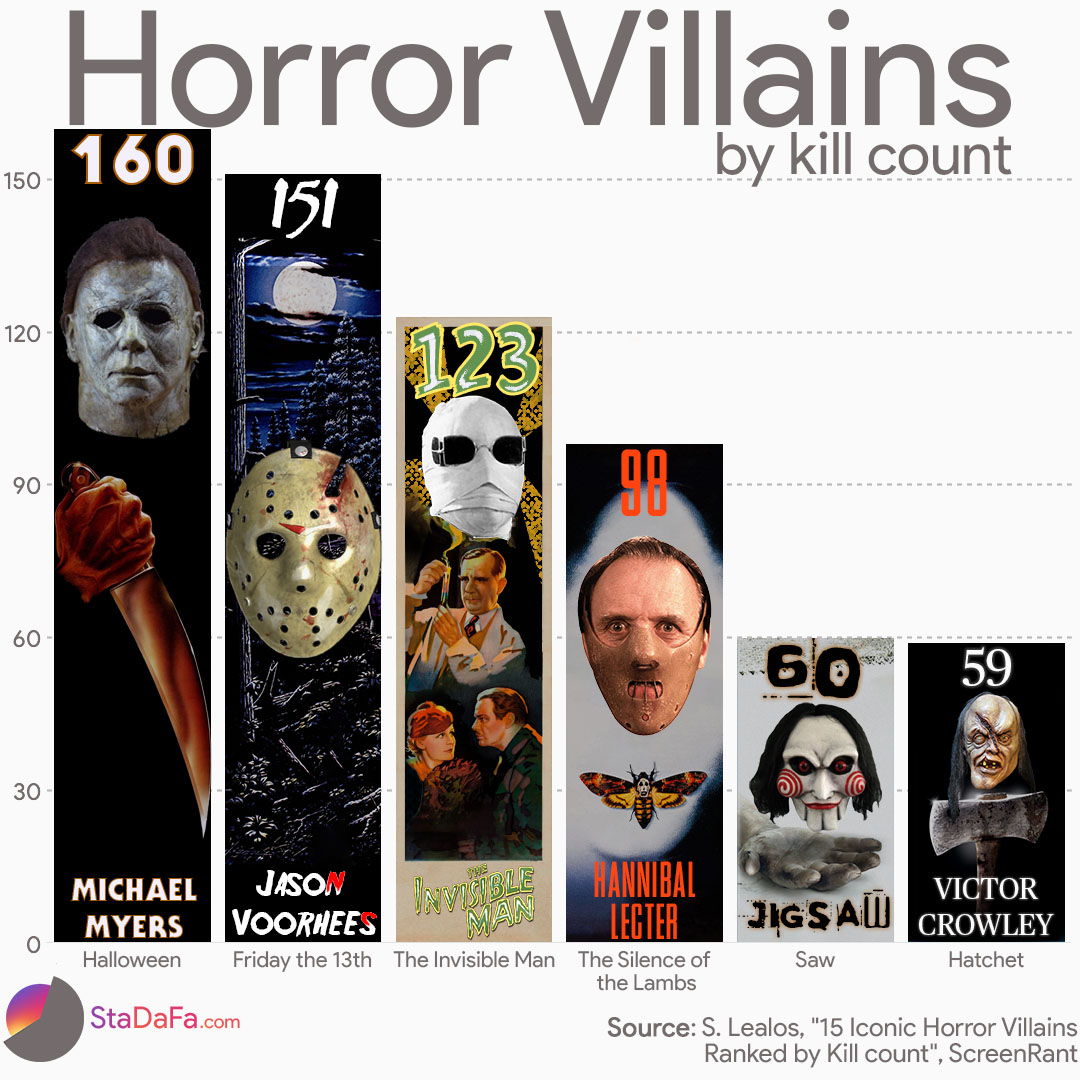 Horror Villains
by kill count
150
120
90
60
30
0
160
MICHAEL
MYERS
Halloween
151
JASON
VOORHEES
Friday the 13th
123
THE
INVISIBLE
MAN
The Invisible Man
98
HANNIBAL
LECTER
The Silence of
the Lambs
60
JIGSAW
Saw
59
VICTOR
CROWLEY
Hatchet
StaDaFa.com
Source: S. Lealos, "15 Iconic Horror Villains
Ranked by Kill count", ScreenRant